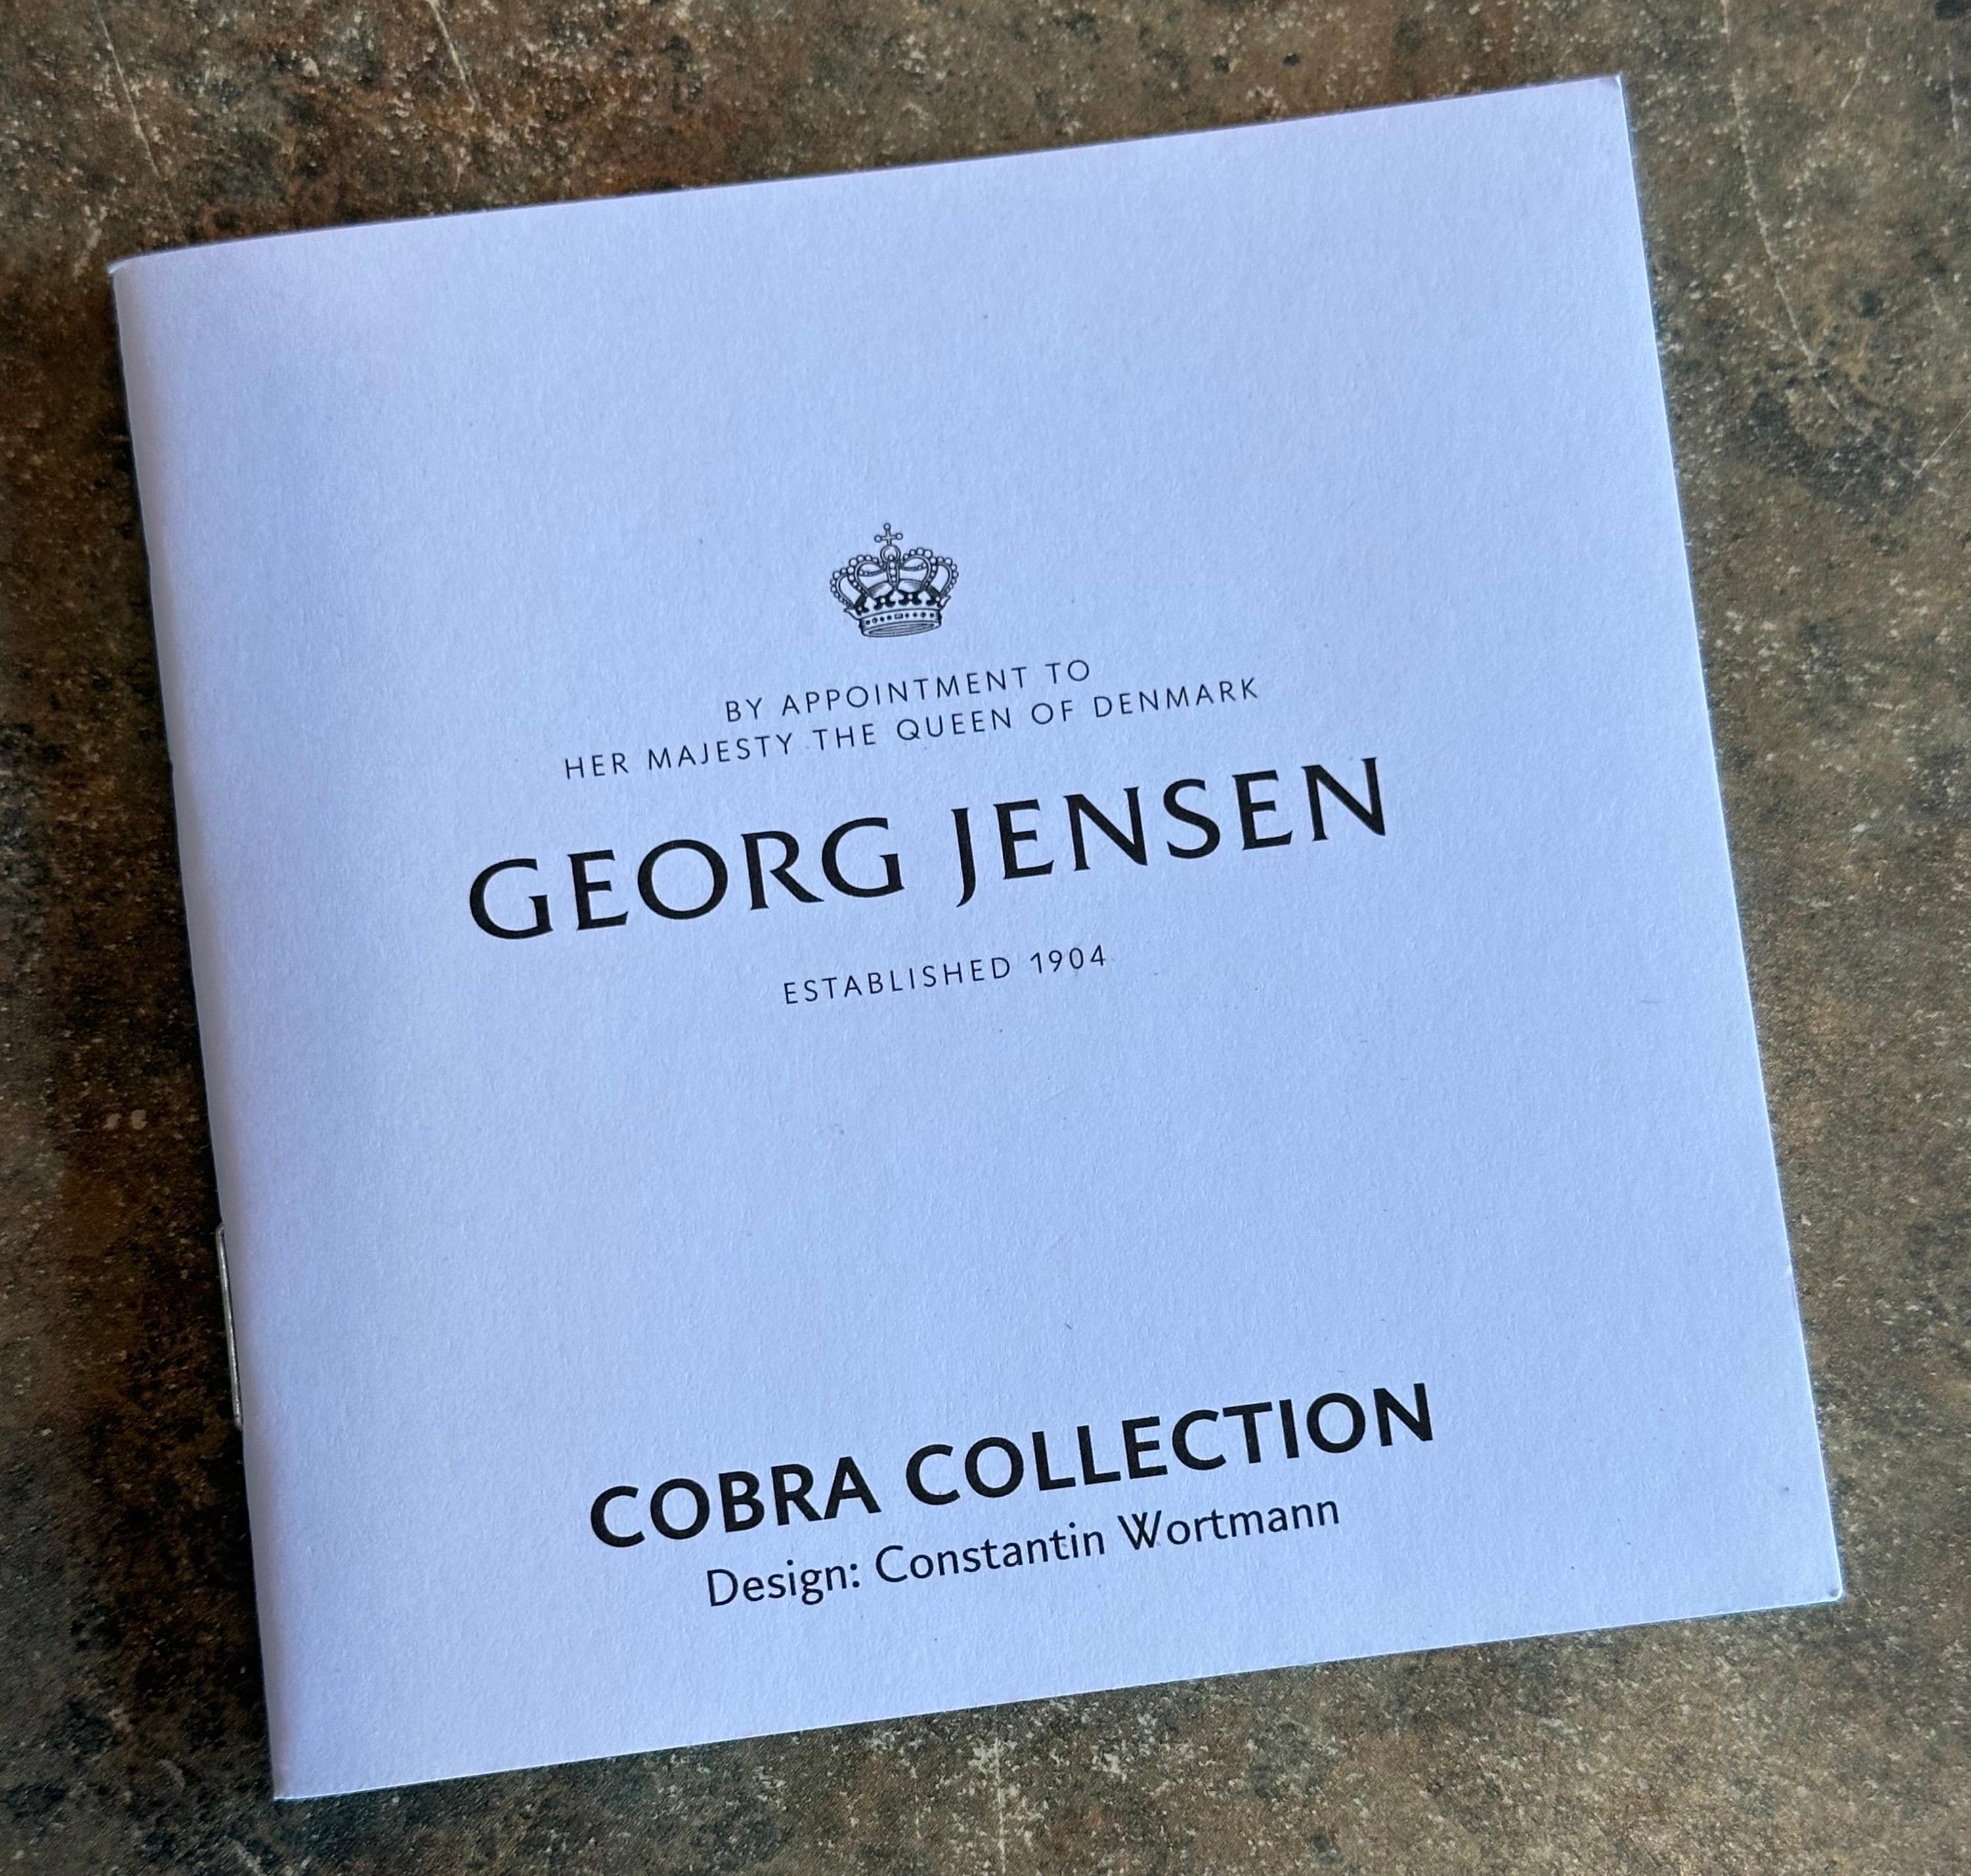 BY APPOINTMENT TO
HER MAJESTY THE QUEEN OF DENMARK
GEORG JENSEN
ESTABLISHED 1904
COBRA COLLECTION
Design: Constantin Wortmann